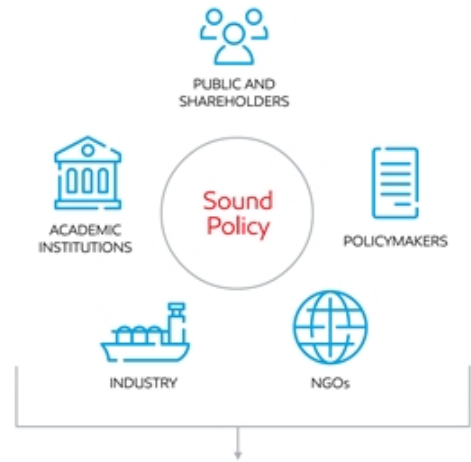 PUBLIC AND
SHAREHOLDERS
Sound
Policy
ACADEMIC
INSTITUTIONS
POLICYMAKERS
INDUSTRY
NGOs